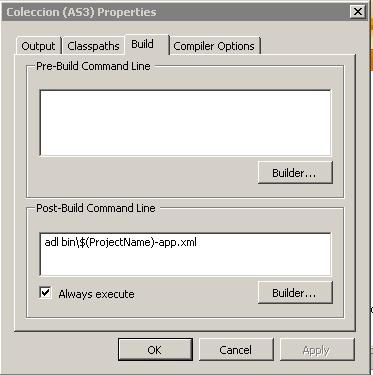 Coleccion (AS3) Properties
Output Classpaths Build Compiler Options
Pre-Build Command Line
Builder...
Post-Build Command Line
adl bin\$(ProjectName)-app.xml
Always execute
Builder...
OK Cancel Apply